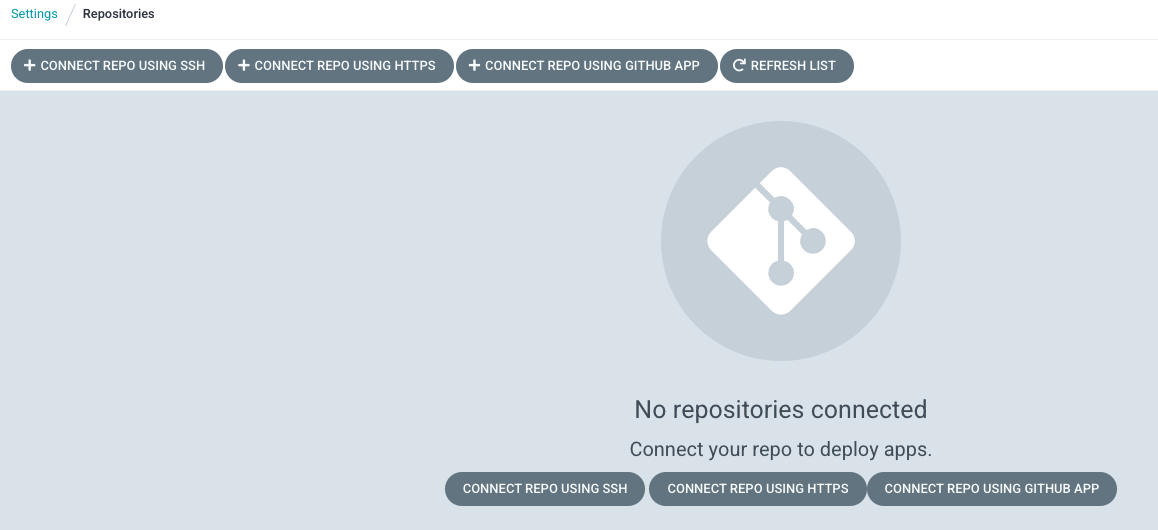 Settings / Repositories
CONNECT REPO USING SSH CONNECT REPO USING HTTPS CONNECT REPO USING GITHUB APP REFRESH LIST
No repositories connected
Connect your repo to deploy apps.
CONNECT REPO USING SSH CONNECT REPO USING HTTPS CONNECT REPO USING GITHUB APP